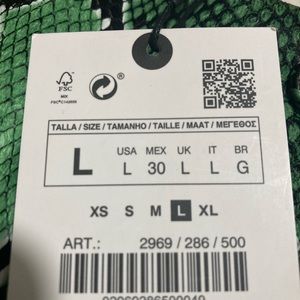 FSC
MIX
TALLA / SIZE / TAMANHO / TAILLE / MAAT / ΜΕΓΕΘΟΣ
L
USA MEX UK IT BR
L 30 L L G
XS S M L XL
ART.: 2969 / 286 / 500